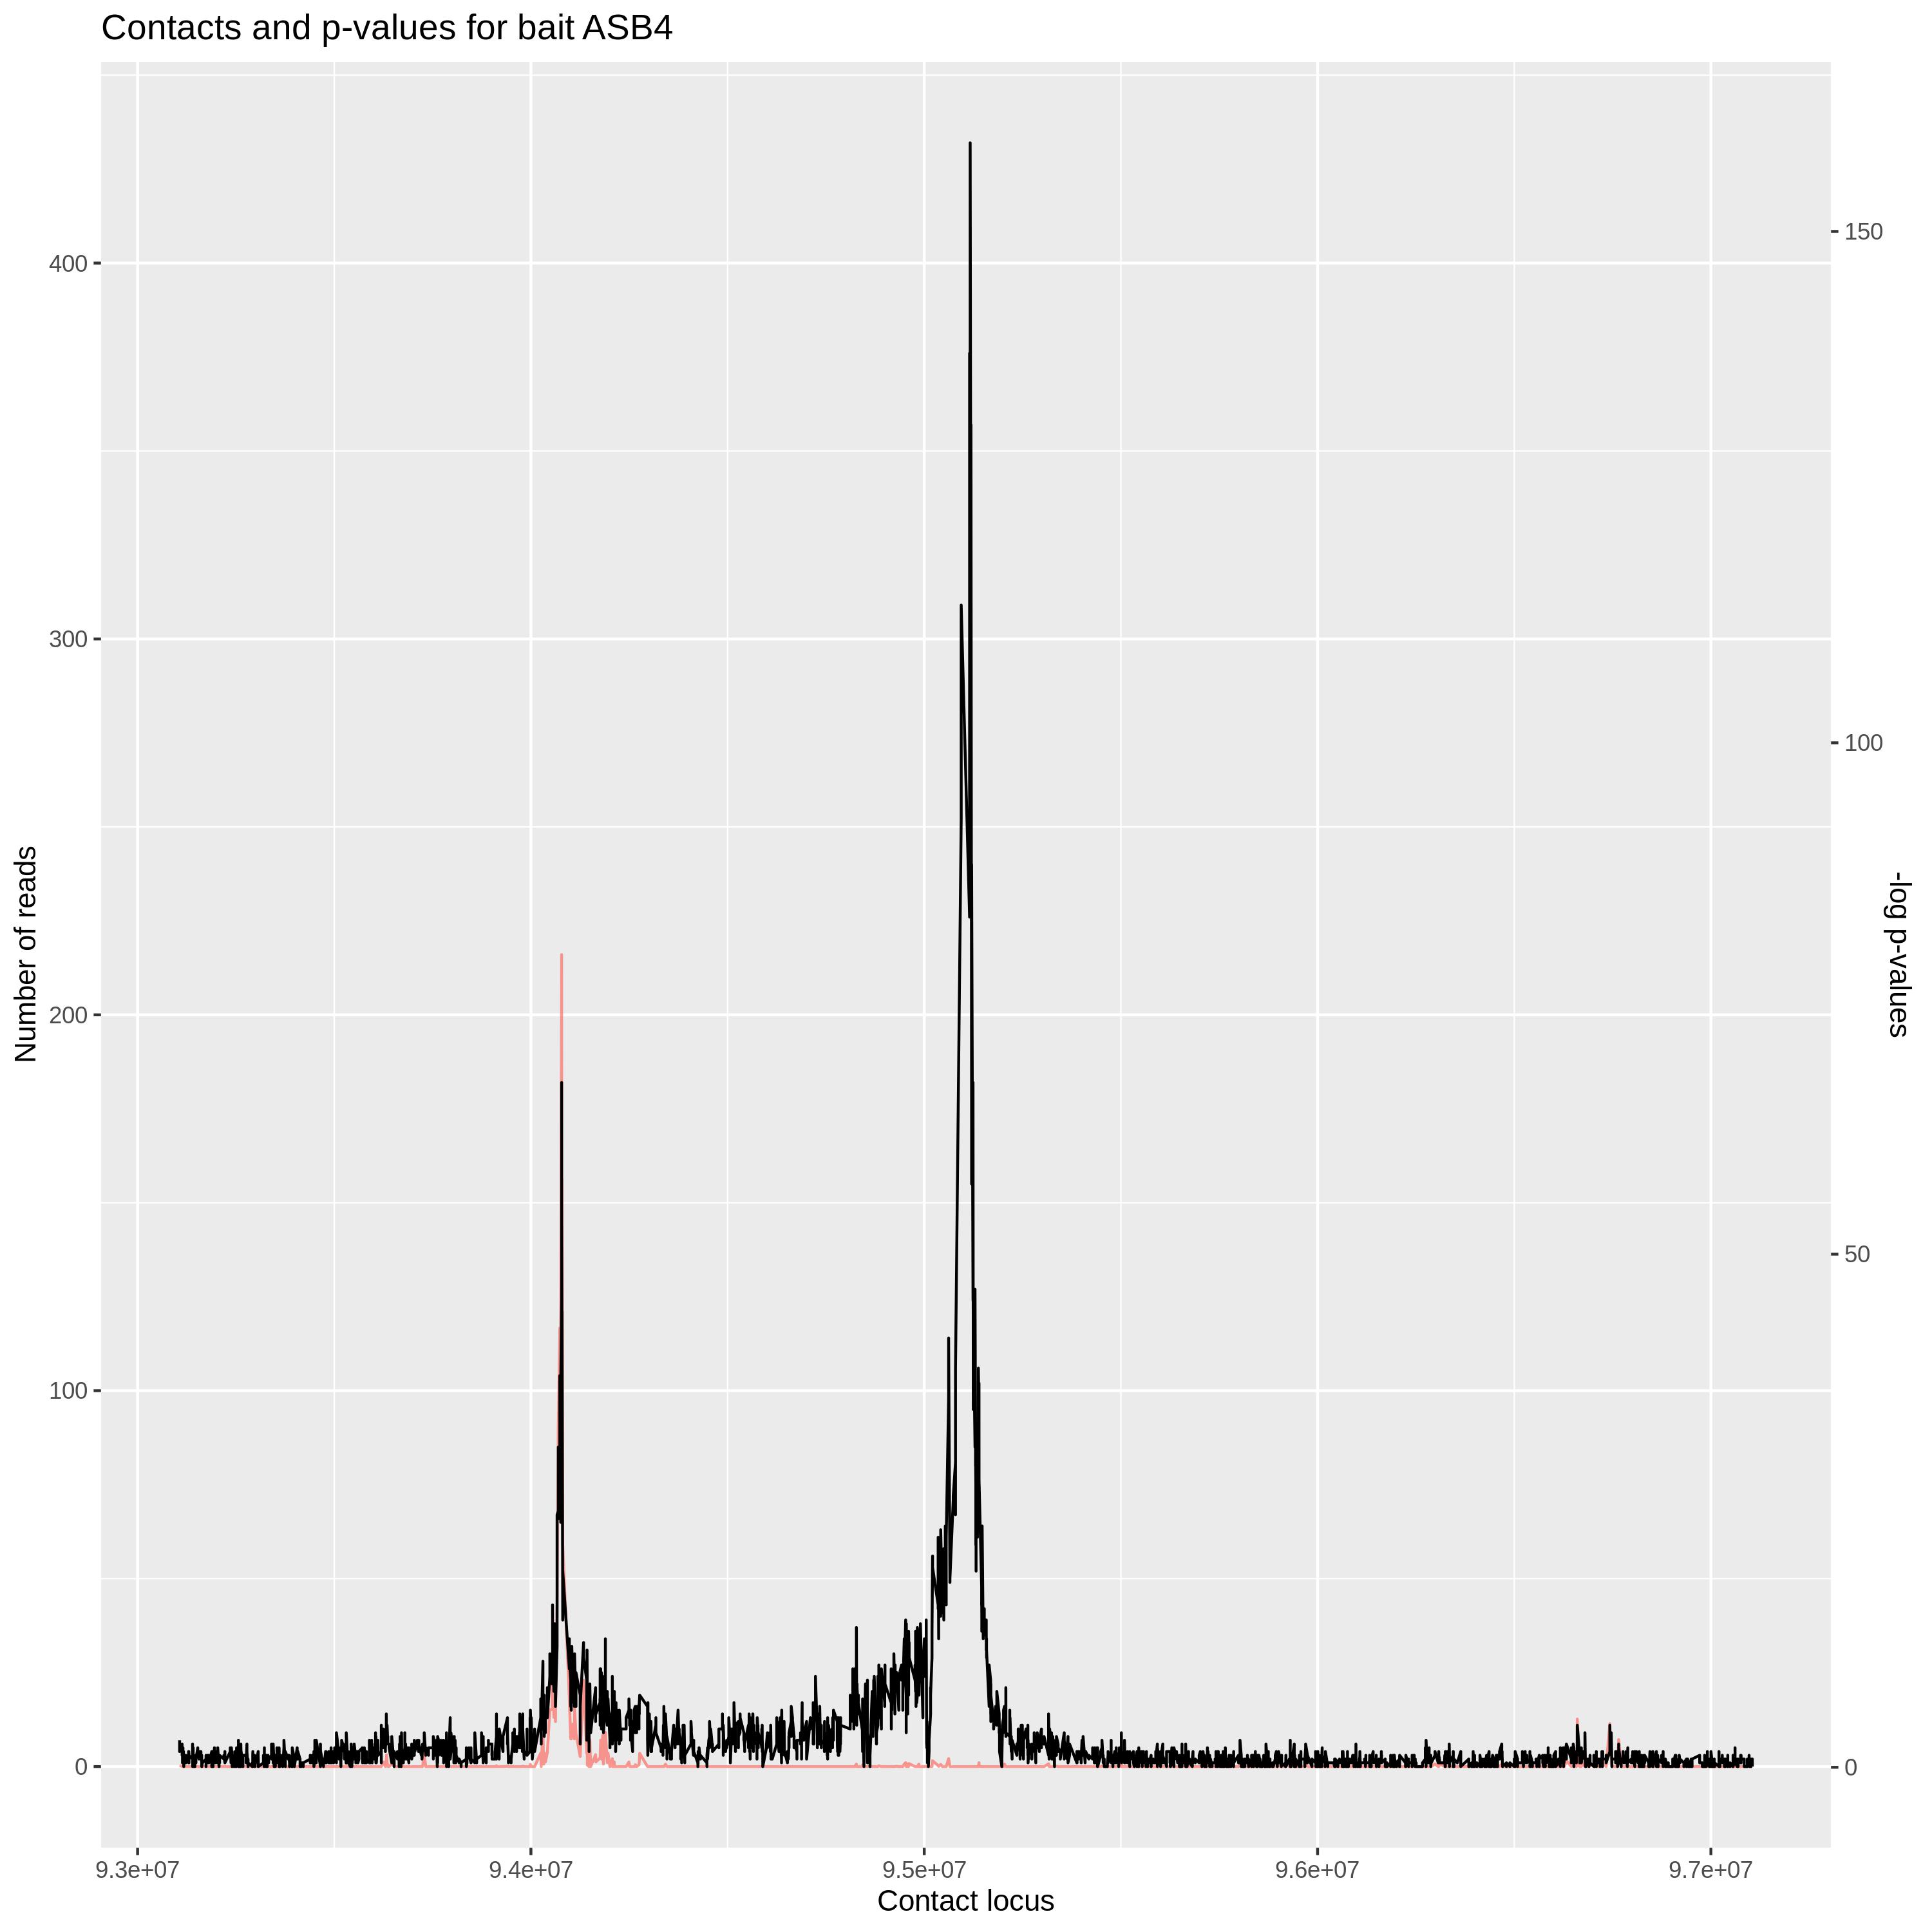 Contacts and p-values for bait ASB4
Number of reads
400
300
200
100
0
150
100
50
0
-log p-values
9.3e+07 9.4e+07 9.5e+07 9.6e+07 9.7e+07
Contact locus